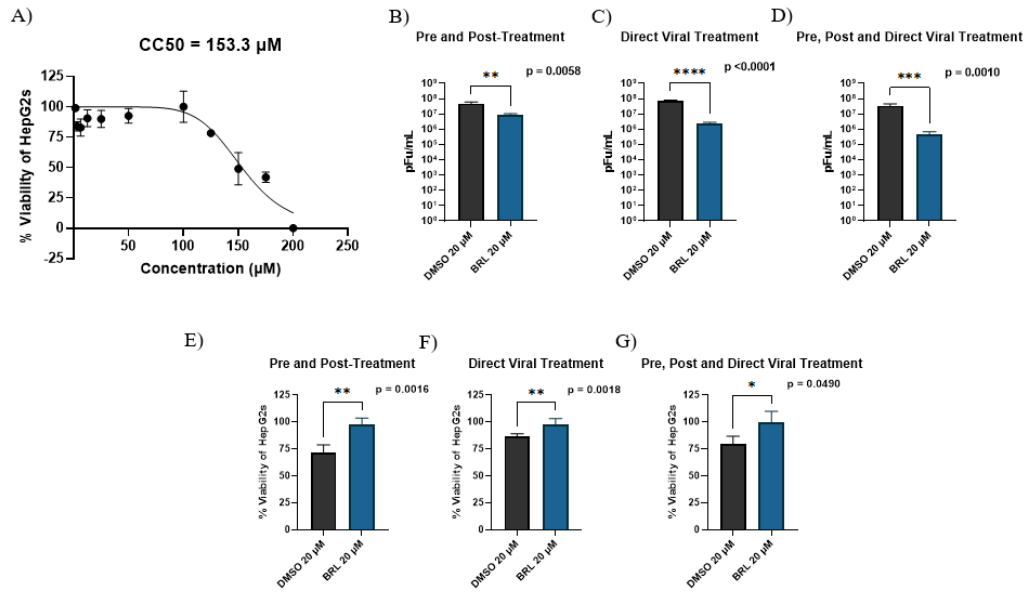 A)
CC50 = 153.3 µM
% Viability of HepG2s
125
100
75
50
25
0
-25
50
100
150
200
250
Concentration (µM)
B)
Pre and Post-Treatment
** p = 0.0058
pFu/mL
10⁹
10⁸
10⁷
10⁶
10⁵
10⁴
10³
10²
10¹
10⁰
DMSO 20 µM
BRL 20 µM
C)
Direct Viral Treatment
**** p <0.0001
pFu/mL
10⁹
10⁸
10⁷
10⁶
10⁵
10⁴
10³
10²
10¹
10⁰
DMSO 20 µM
BRL 20 µM
D)
Pre, Post and Direct Viral Treatment
*** p = 0.0010
pFu/mL
10⁹
10⁸
10⁷
10⁶
10⁵
10⁴
10³
10²
10¹
10⁰
DMSO 20 µM
BRL 20 µM
E)
Pre and Post-Treatment
** p = 0.0016
% Viability of HepG2s
125
100
75
50
25
0
DMSO 20 µM
BRL 20 µM
F)
Direct Viral Treatment
** p = 0.0018
% Viability of HepG2s
125
100
75
50
25
0
DMSO 20 µM
BRL 20 µM
G)
Pre, Post and Direct Viral Treatment
* p = 0.0490
% Viability of HepG2s
125
100
75
50
25
0
DMSO 20 µM
BRL 20 µM